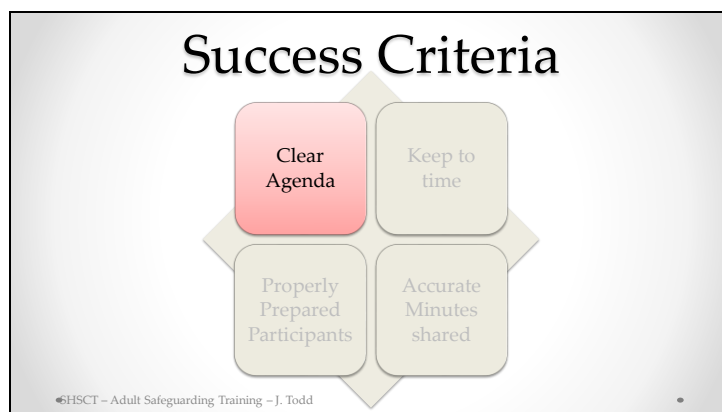 Success Criteria
Clear
Agenda
Keep to
time
Properly
Prepared
Participants
Accurate
Minutes
shared
SHSCT – Adult Safeguarding Training – J. Todd